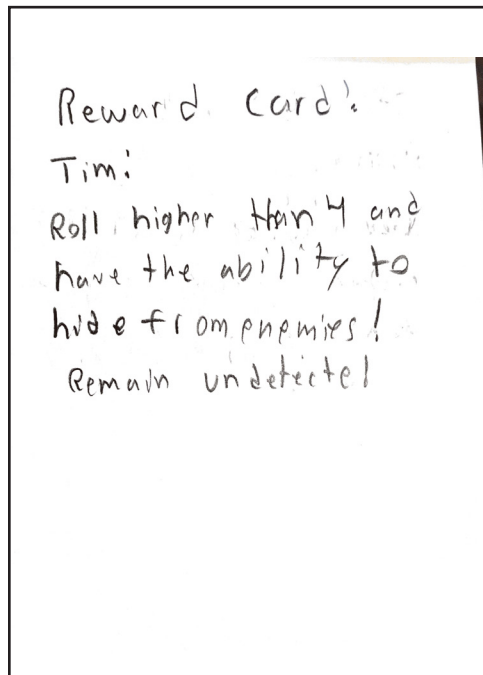 Reward Card!
Tim:
Roll higher than 4 and
have the ability to
hide from enemies!
Remain undetected